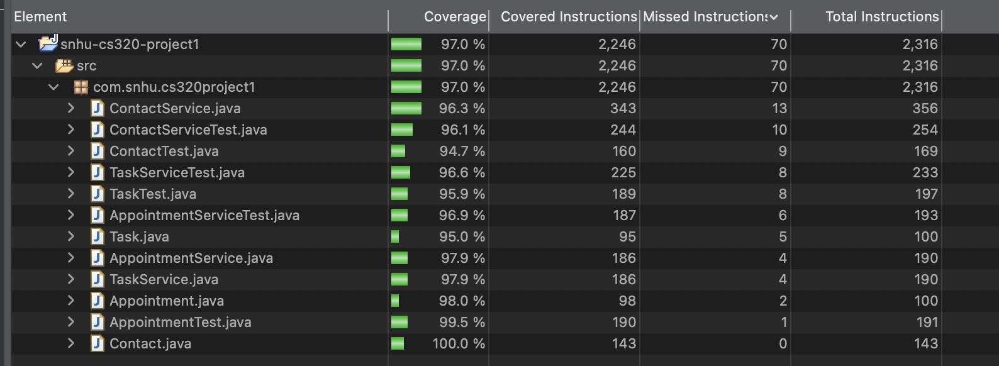 Element Coverage Covered Instructions Missed Instructions Total Instructions
snhu-cs320-project1 97.0 % 2,246 70 2,316
src 97.0 % 2,246 70 2,316
com.snhu.cs320project1 97.0 % 2,246 70 2,316
ContactService.java 96.3 % 343 13 356
ContactServiceTest.java 96.1 % 244 10 254
ContactTest.java 94.7 % 160 9 169
TaskServiceTest.java 96.6 % 225 8 233
TaskTest.java 95.9 % 189 8 197
AppointmentServiceTest.java 96.9 % 187 6 193
Task.java 95.0 % 95 5 100
AppointmentService.java 97.9 % 186 4 190
TaskService.java 97.9 % 186 4 190
Appointment.java 98.0 % 98 2 100
AppointmentTest.java 99.5 % 190 1 191
Contact.java 100.0 % 143 0 143